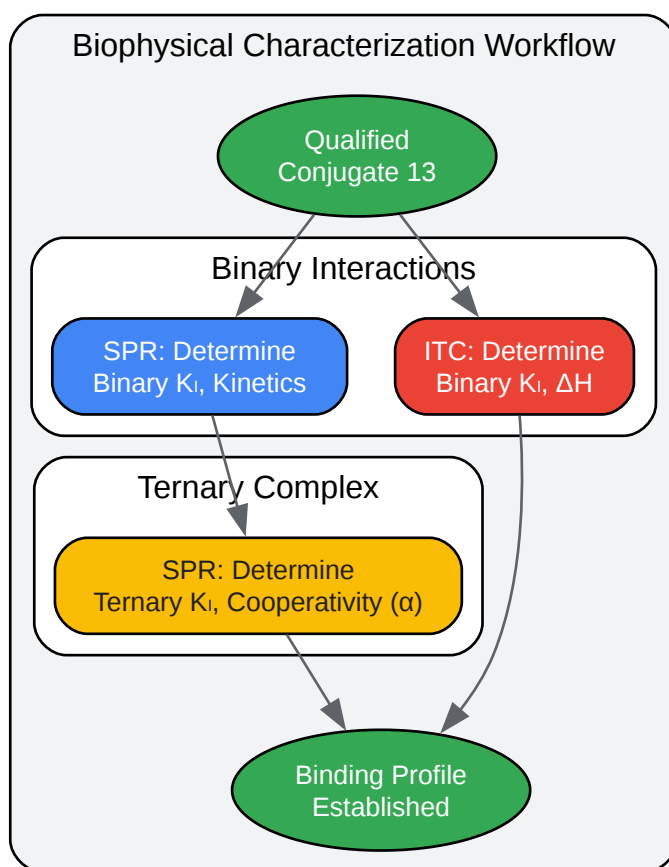 Biophysical Characterization Workflow
Qualified
Conjugate 13
Binary Interactions
SPR: Determine
Binary Kₗ, Kinetics
ITC: Determine
Binary Kₗ, ΔH
Ternary Complex
SPR: Determine
Ternary Kₗ, Cooperativity (α)
Binding Profile
Established